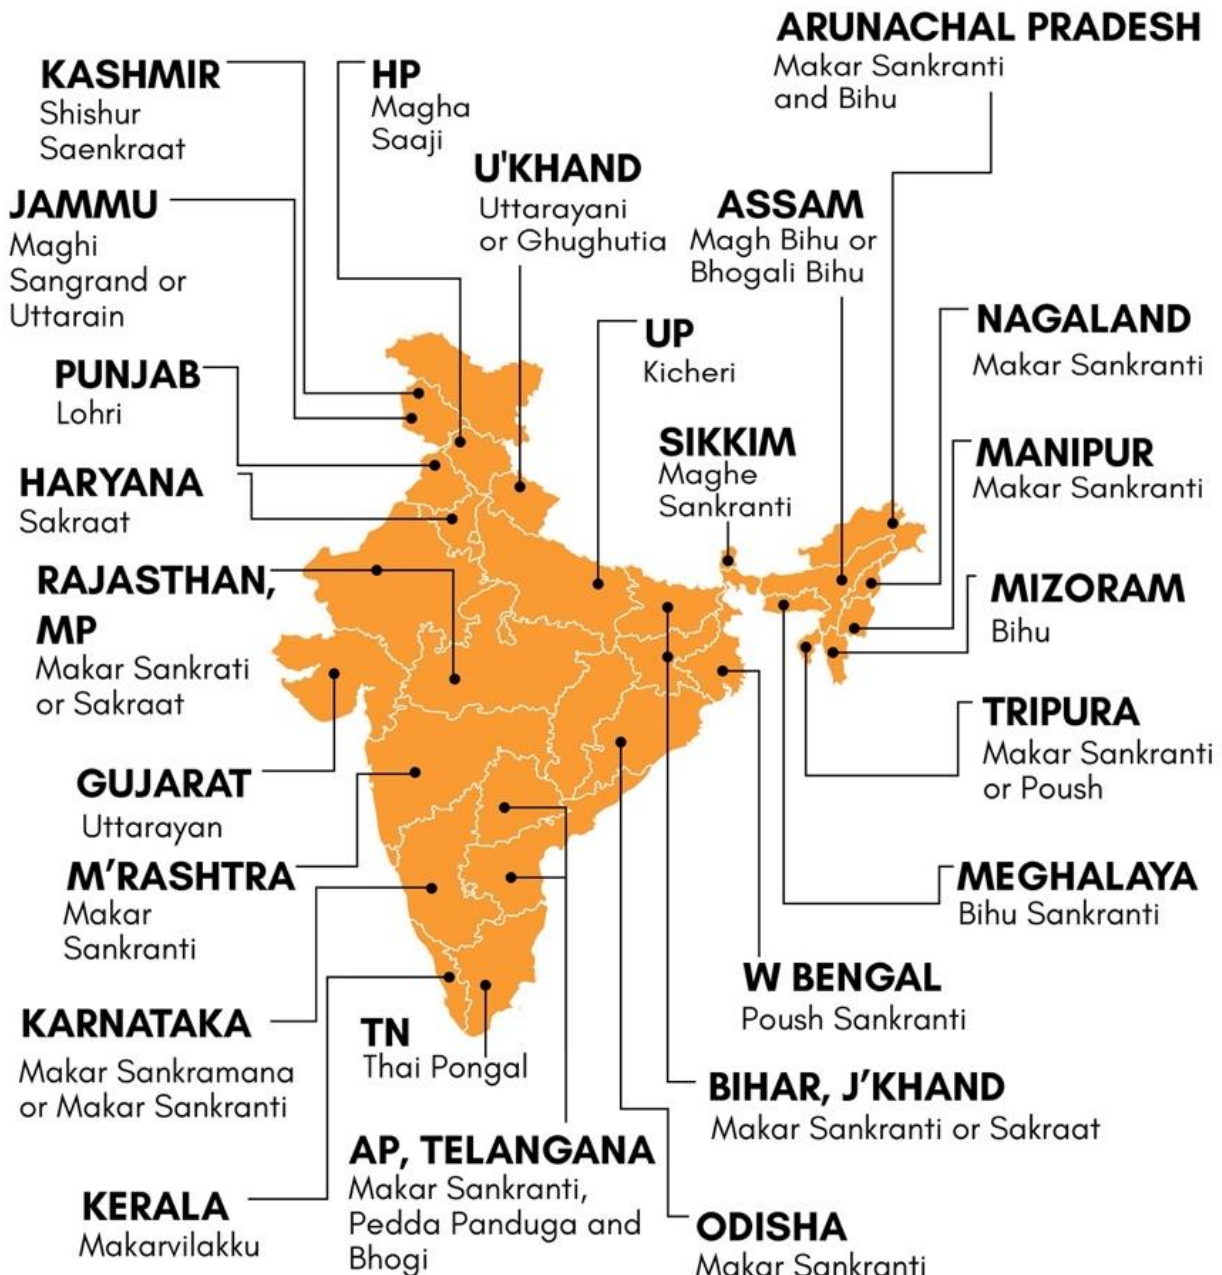 ARUNACHAL PRADESH
Makar Sankranti
and Bihu
KASHMIR
Shishur
Saenkraat
HP
Magha
Saaji
U'KHAND
Uttarayani
or Ghughutia
JAMMU
Maghi
Sangrand or
Uttarain
ASSAM
Magh Bihu or
Bhogali Bihu
NAGALAND
Makar Sankranti
UP
Kicheri
PUNJAB
Lohri
SIKKIM
Maghe
Sankranti
MANIPUR
Makar Sankranti
HARYANA
Sakraat
RAJASTHAN,
MP
Makar Sankrati
or Sakraat
MIZORAM
Bihu
TRIPURA
Makar Sankranti
or Poush
GUJARAT
Uttarayan
M’RASHTRA
Makar
Sankranti
MEGHALAYA
Bihu Sankranti
W BENGAL
Poush Sankranti
KARNATAKA
Makar Sankramana
or Makar Sankranti
TN
Thai Pongal
BIHAR, J’KHAND
Makar Sankranti or Sakraat
AP, TELANGANA
Makar Sankranti,
Pedda Panduga and
Bhogi
KERALA
Makarvilakku
ODISHA
Makar Sankranti